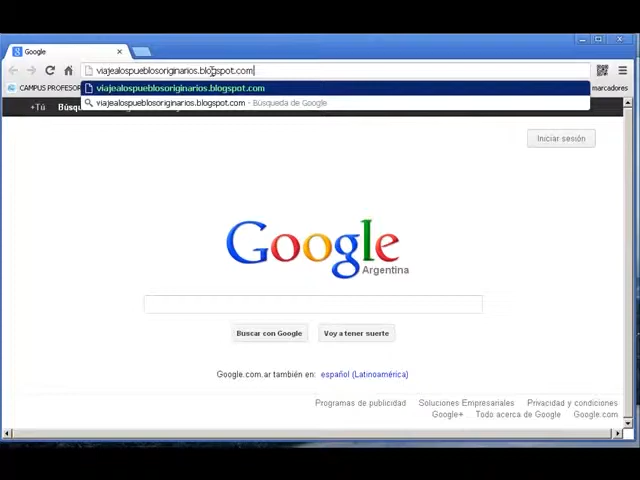 Google
viajealospueblosoriginarios.blogspot.com
CAMPUS PROFESOR
marcadores
viajealospueblosoriginarios.blogspot.com
viajealospueblosoriginarios.blogspot.com - Búsqueda de Google
+Tú
Iniciar sesión
Google
Argentina
Buscar con Google
Voy a tener suerte
Google.com.ar también en: español (Latinoamérica)
Programas de publicidad
Soluciones Empresariales
Privacidad y condiciones
Google+
Todo acerca de Google
Google.com